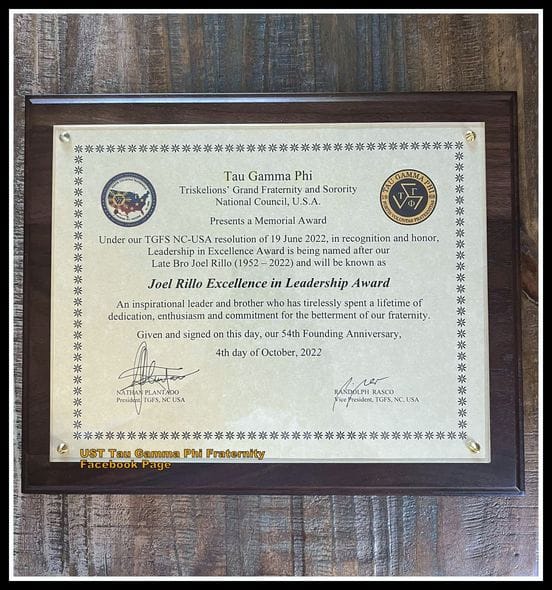 Tau Gamma Phi
Triskelions' Grand Fraternity and Sorority
National Council, U.S.A.
TAU GAMMA PHI
Presents a Memorial Award
Under our TGFS NC-USA resolution of 19 June 2022, in recognition and honor,
Leadership in Excellence Award is being named after our
Late Bro Joel Rillo (1952 – 2022) and will be known as
Joel Rillo Excellence in Leadership Award
An inspirational leader and brother who has tirelessly spent a lifetime of
dedication, enthusiasm and commitment for the betterment of our fraternity.
Given and signed on this day, our 54th Founding Anniversary,
4th day of October, 2022
NATHAN PLANTADO
President, TGFS, NC USA
RANDOLPH RASCO
Vice President, TGFS, NC, USA
UST Tau Gamma Phi Fraternity
Facebook Page